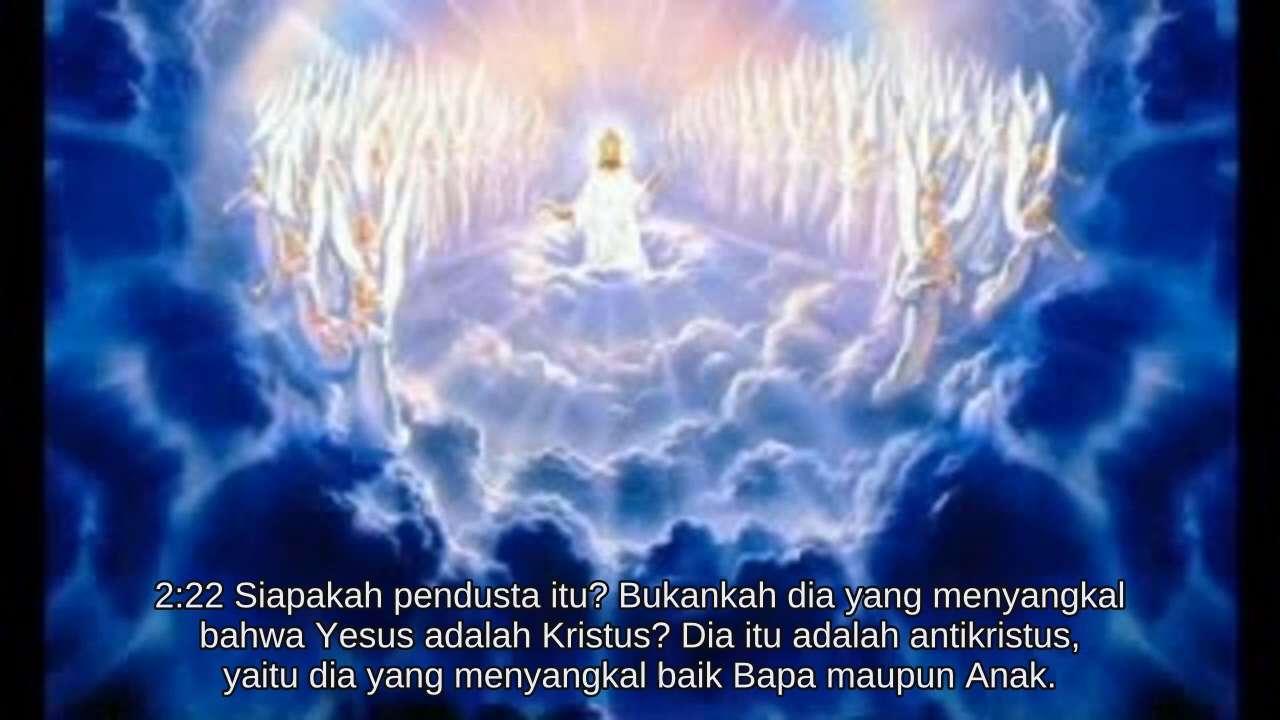 2:22 Siapakah pendusta itu? Bukankah dia yang menyangkal
bahwa Yesus adalah Kristus? Dia itu adalah antikristus,
yaitu dia yang menyangkal baik Bapa maupun Anak.